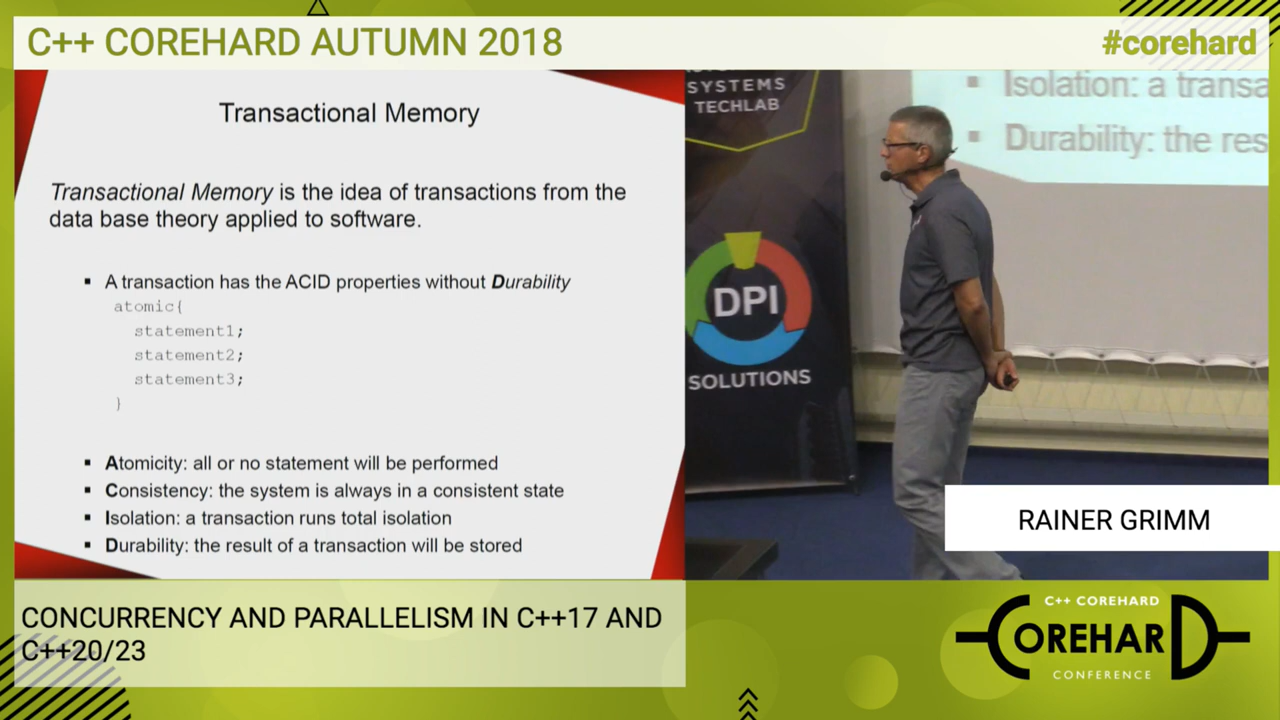 C++ COREHARD AUTUMN 2018
#corehard
Transactional Memory
Transactional Memory is the idea of transactions from the
data base theory applied to software.
▪ A transaction has the ACID properties without Durability
atomic{
statement1;
statement2;
statement3;
}
▪ Atomicity: all or no statement will be performed
▪ Consistency: the system is always in a consistent state
▪ Isolation: a transaction runs total isolation
▪ Durability: the result of a transaction will be stored
SYSTEMS
TECHLAB
DPI
SOLUTIONS
▪ Isolation: a transa
▪ Durability: the res
RAINER GRIMM
CONCURRENCY AND PARALLELISM IN C++17 AND
C++20/23
C++ COREHARD
COREHARD
CONFERENCE